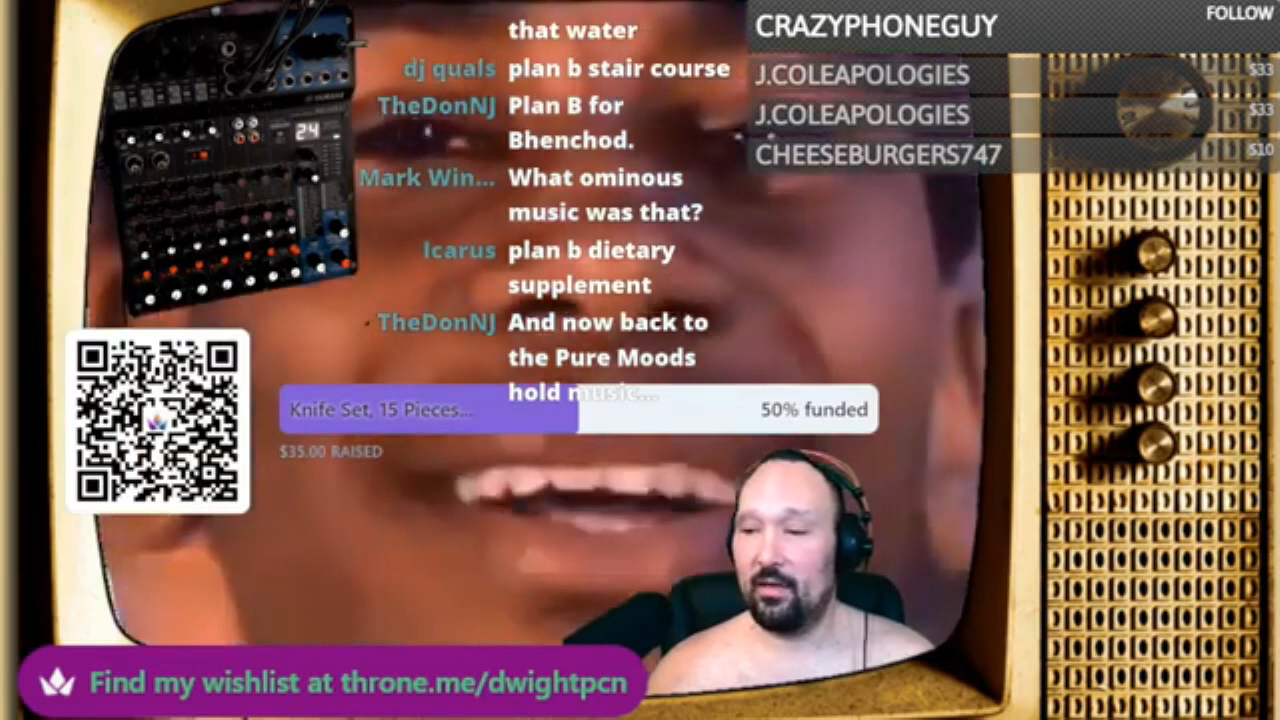 that water
dj quals plan b stair course
TheDonNJ Plan B for
Bhenchod.
Mark Win... What ominous
music was that?
Icarus plan b dietary
supplement
TheDonNJ And now back to
the Pure Moods
hold music...
FOLLOW
CRAZYPHONEGUY
J.COLEAPOLOGIES $33
J.COLEAPOLOGIES $33
CHEESEBURGERS747 $10
YAMAHA
24
Knife Set, 15 Pieces... 50% funded
$35.00 RAISED
Find my wishlist at throne.me/dwightpcn